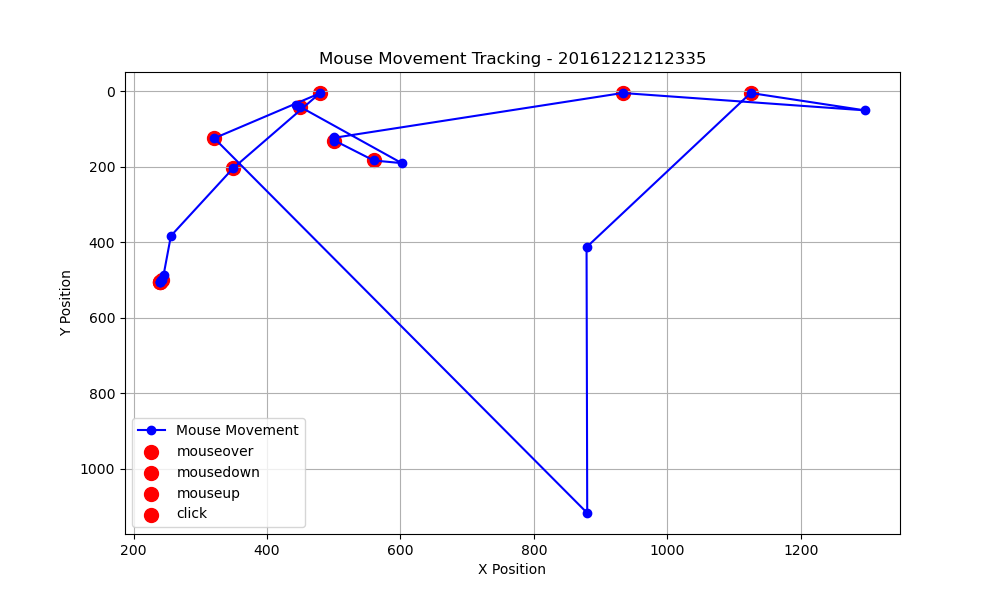 Mouse Movement Tracking - 20161221212335
0
200
400
600
800
1000
Y Position
Mouse Movement
mouseover
mousedown
mouseup
click
200 400 600 800 1000 1200
X Position